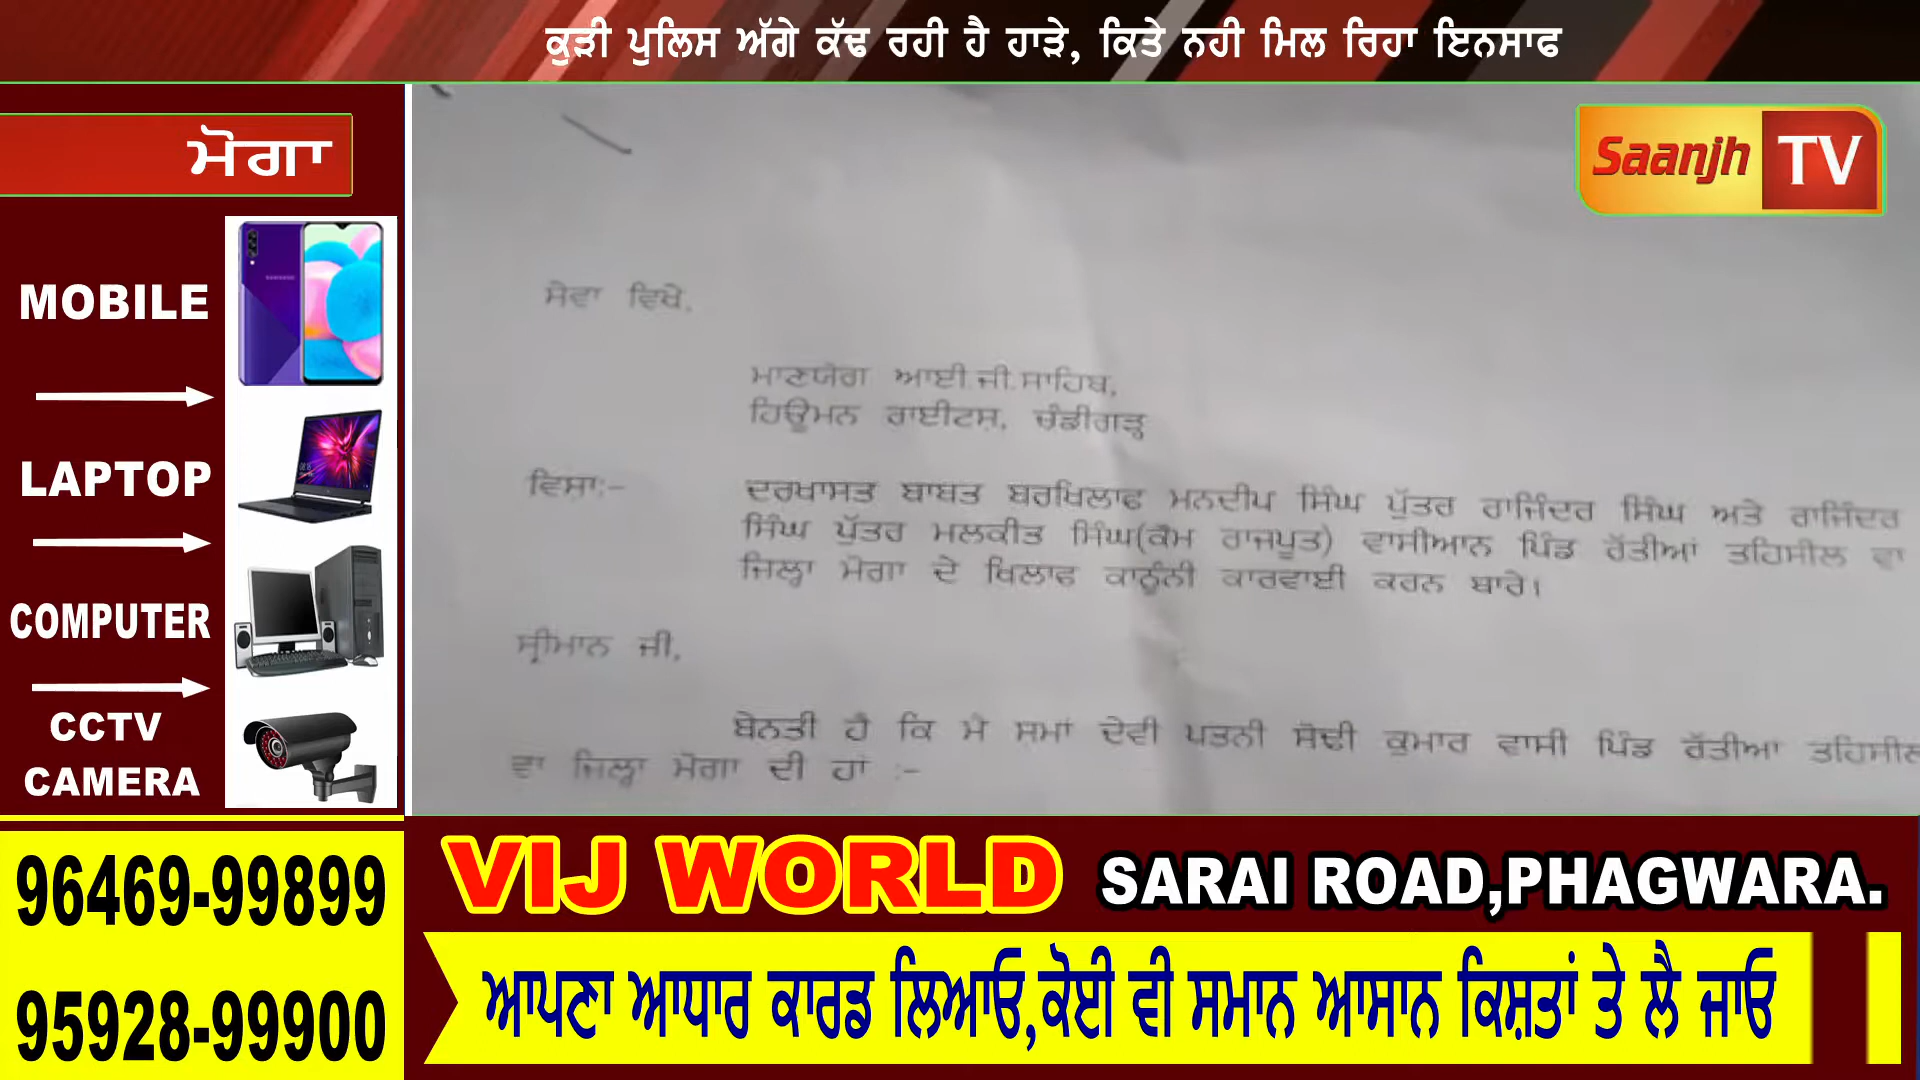 ਕੁੜੀ ਪੁਲਿਸ ਅੱਗੇ ਕੱਢ ਰਹੀ ਹੈ ਹਾੜੇ, ਕਿਤੇ ਨਹੀ ਮਿਲ ਰਿਹਾ ਇਨਸਾਫ
ਮੋਗਾ
Saanjh TV
MOBILE
LAPTOP
COMPUTER
CCTV
CAMERA
ਸੇਵਾ ਵਿਖੇ,
ਮਾਣਯੋਗ ਆਈ.ਜੀ.ਸਾਹਿਬ,
ਹਿਊਮਨ ਰਾਈਟਸ, ਚੰਡੀਗੜ੍ਹ
ਵਿਸ਼ਾ:-
ਦਰਖਾਸਤ ਬਾਬਤ ਬਰਖਿਲਾਫ ਮਨਦੀਪ ਸਿੰਘ ਪੁੱਤਰ ਰਾਜਿੰਦਰ ਸਿੰਘ ਅਤੇ ਰਾਜਿੰਦਰ
ਸਿੰਘ ਪੁੱਤਰ ਮਲਕੀਤ ਸਿੰਘ(ਕੌਮ ਰਾਜਪੂਤ) ਵਾਸੀਆਨ ਪਿੰਡ ਰੱਤੀਆਂ ਤਹਿਸੀਲ ਵਾ
ਜਿਲ੍ਹਾ ਮੋਗਾ ਦੇ ਖਿਲਾਫ ਕਾਨੂੰਨੀ ਕਾਰਵਾਈ ਕਰਨ ਬਾਰੇ।
ਸ੍ਰੀਮਾਨ ਜੀ,
ਬੇਨਤੀ ਹੈ ਕਿ ਮੈਂ ਸ਼ਮਾਂ ਦੇਵੀ ਪਤਨੀ ਸੋਢੀ ਕੁਮਾਰ ਵਾਸੀ ਪਿੰਡ ਰੱਤੀਆ ਤਹਿਸੀਲ
ਵਾ ਜਿਲ੍ਹਾ ਮੋਗਾ ਦੀ ਹਾਂ :-
96469-99899
95928-99900
VIJ WORLD SARAI ROAD,PHAGWARA.
ਆਪਣਾ ਆਧਾਰ ਕਾਰਡ ਲਿਆਓ,ਕੋਈ ਵੀ ਸਮਾਨ ਆਸਾਨ ਕਿਸ਼ਤਾਂ ਤੇ ਲੈ ਜਾਓ